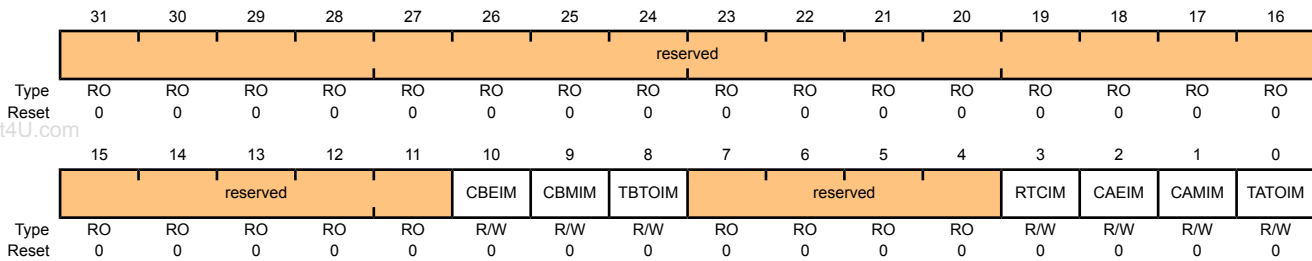 31 30 29 28 27 26 25 24 23 22 21 20 19 18 17 16
reserved
Type RO RO RO RO RO RO RO RO RO RO RO RO RO RO RO RO
Reset 0 0 0 0 0 0 0 0 0 0 0 0 0 0 0 0
t4U.com
15 14 13 12 11 10 9 8 7 6 5 4 3 2 1 0
reserved CBEIM CBMIM TBTOIM reserved RTCIM CAEIM CAMIM TATOIM
Type RO RO RO RO RO R/W R/W R/W RO RO RO RO R/W R/W R/W R/W
Reset 0 0 0 0 0 0 0 0 0 0 0 0 0 0 0 0